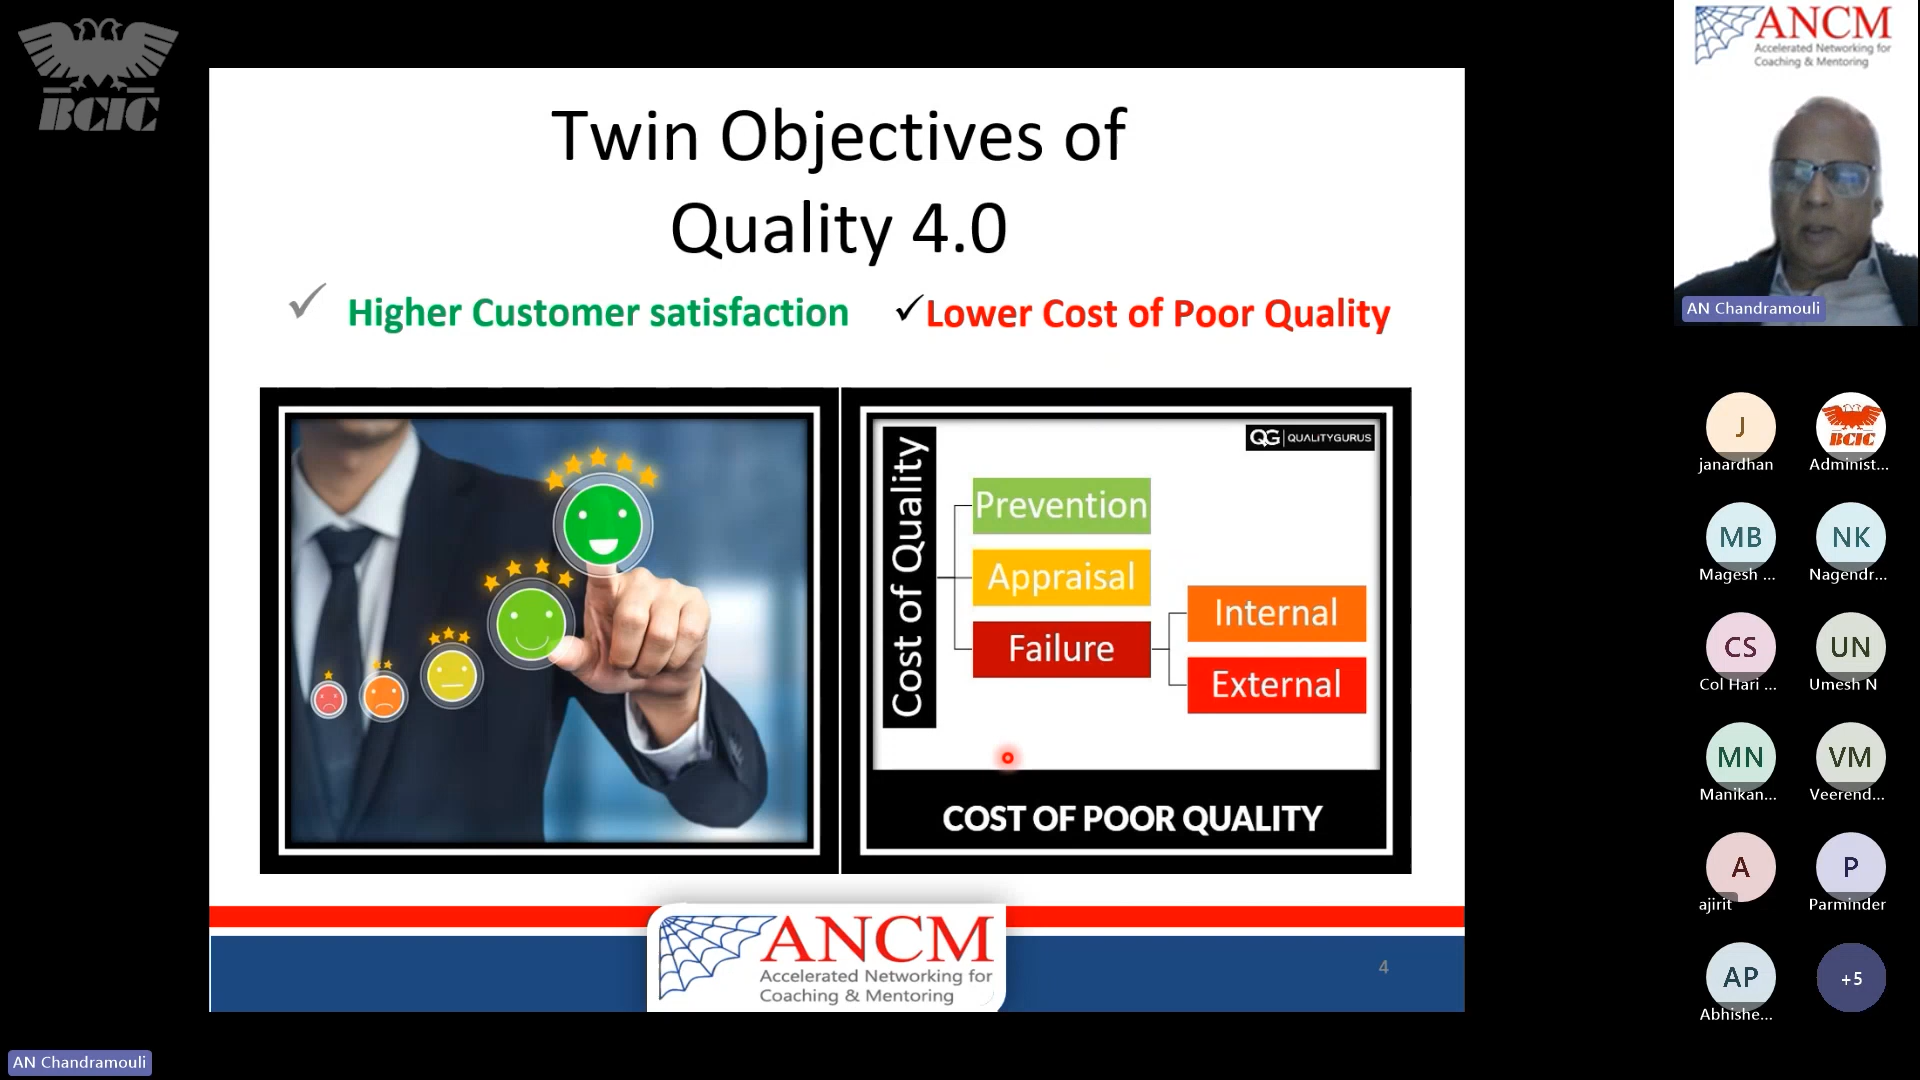 BCIC
Twin Objectives of
Quality 4.0
✓ Higher Customer satisfaction
✓Lower Cost of Poor Quality
Cost of Quality
QG | QUALITYGURUS
Prevention
Appraisal
Failure
Internal
External
COST OF POOR QUALITY
ANCM
Accelerated Networking for
Coaching & Mentoring
4
AN Chandramouli
ANCM
Accelerated Networking for
Coaching & Mentoring
AN Chandramouli
J
janardhan
BCIC
Administ...
MB
Magesh ...
NK
Nagendr...
CS
Col Hari ...
UN
Umesh N
MN
Manikan...
VM
Veerend...
A
ajirit
P
Parminder
AP
Abhishe...
+5